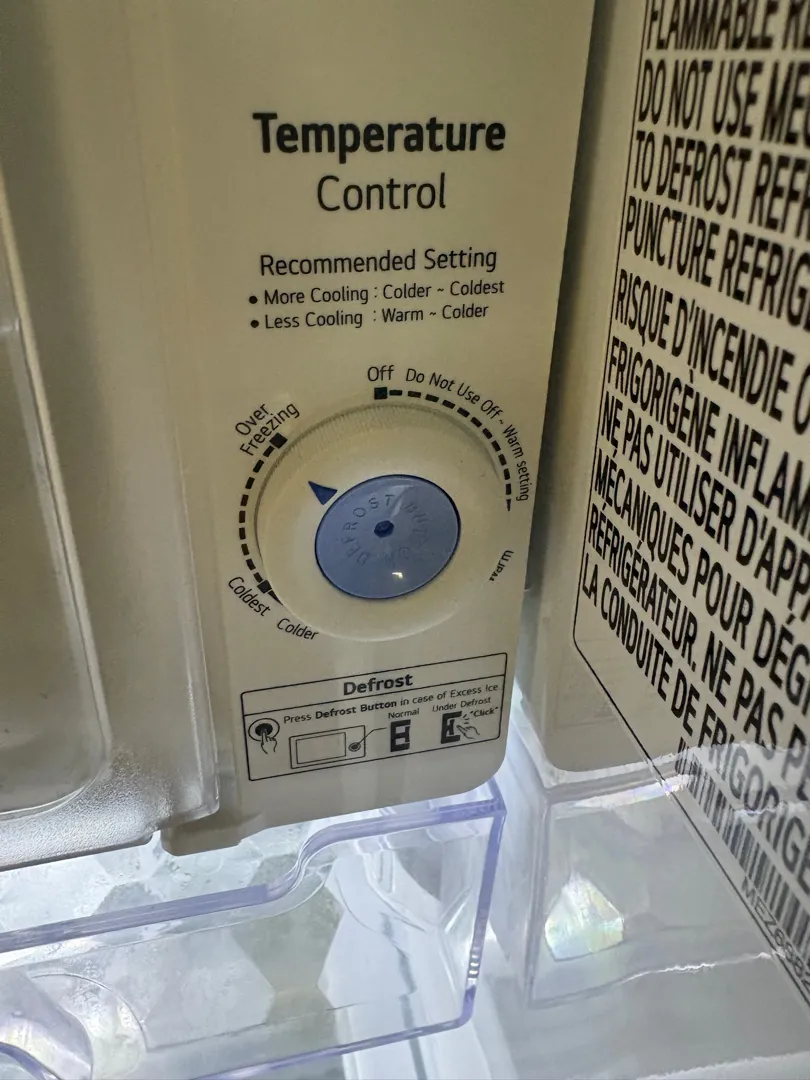 Temperature
Control
Recommended Setting
• More Cooling : Colder ~ Coldest
• Less Cooling : Warm ~ Colder
Off
Do Not Use Off ~ Warm setting
Over
Freezing
DEFROST BUTTON
Warm
Coldest
Colder
Defrost
Press Defrost Button in case of Excess Ice
Normal
Under Defrost
"Click"
FLAMMABLE
DO NOT USE
TO DEFROST
PUNCTURE
RISQUE D'INCENDIE
FRIGORIGÈNE
NE PAS UTILISER
MÉCANIQUES POUR
RÉFRIGÉRATEUR. NE PAS
LA CONDUITE DE